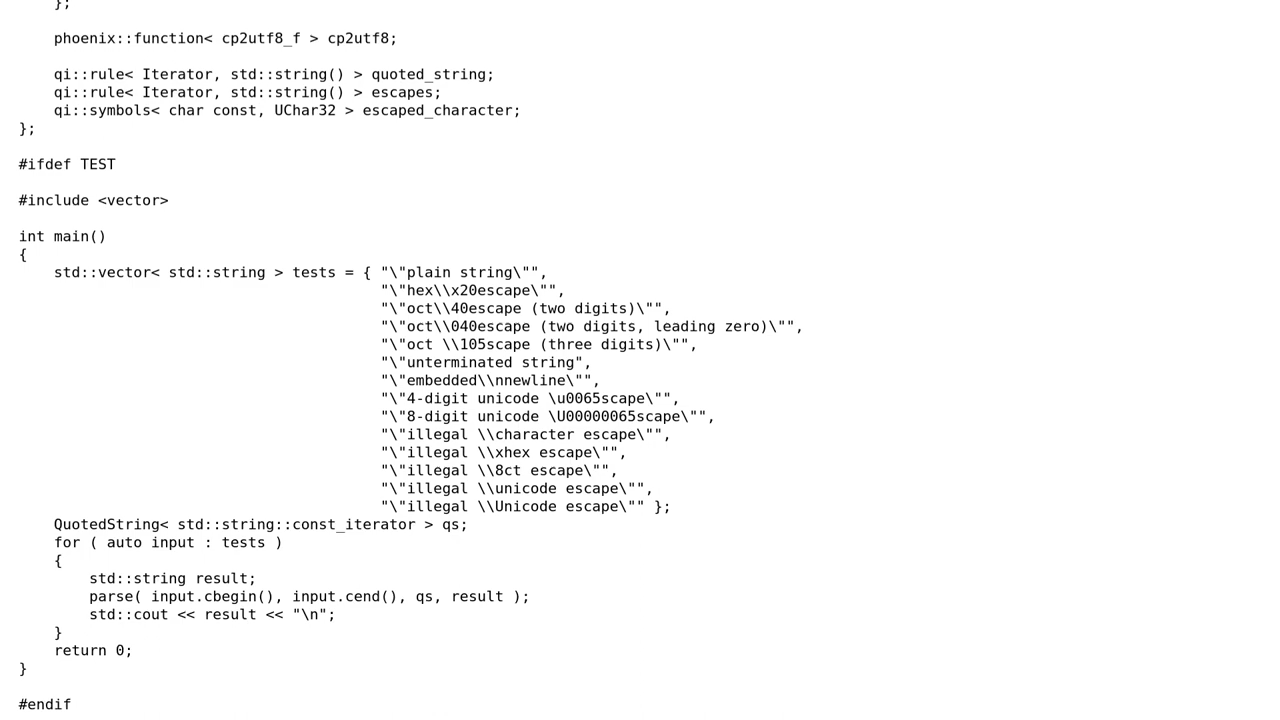 };
phoenix::function< cp2utf8_f > cp2utf8;
qi::rule< Iterator, std::string() > quoted_string;
qi::rule< Iterator, std::string() > escapes;
qi::symbols< char const, UChar32 > escaped_character;
};
#ifdef TEST
#include <vector>
int main()
{
std::vector< std::string > tests = { "\"plain string\"",
"\"hex\\x20escape\"",
"\"oct\\40escape (two digits)\"",
"\"oct\\040escape (two digits, leading zero)\"",
"\"oct \\105scape (three digits)\"",
"\"unterminated string",
"\"embedded\\nnewline\"",
"\"4-digit unicode \u0065scape\"",
"\"8-digit unicode \U00000065scape\"",
"\"illegal \\character escape\"",
"\"illegal \\xhex escape\"",
"\"illegal \\8ct escape\"",
"\"illegal \\unicode escape\"",
"\"illegal \\Unicode escape\"" };
QuotedString< std::string::const_iterator > qs;
for ( auto input : tests )
{
std::string result;
parse( input.cbegin(), input.cend(), qs, result );
std::cout << result << "\n";
}
return 0;
}
#endif